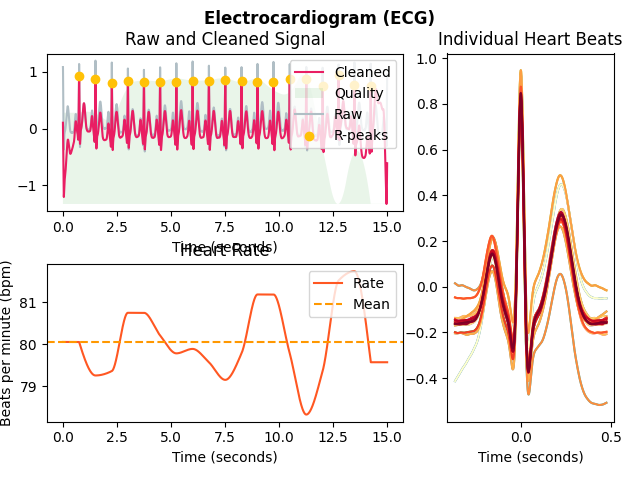 Electrocardiogram (ECG)
Raw and Cleaned Signal
1
0
−1
0.0 2.5 5.0 7.5 10.0 12.5 15.0
Time (seconds)
Cleaned
Quality
Raw
R-peaks
Heart Rate
Beats per minute (bpm)
81
80
79
0.0 2.5 5.0 7.5 10.0 12.5 15.0
Time (seconds)
Rate
Mean
Individual Heart Beats
1.0
0.8
0.6
0.4
0.2
0.0
−0.2
−0.4
0.0 0.5
Time (seconds)